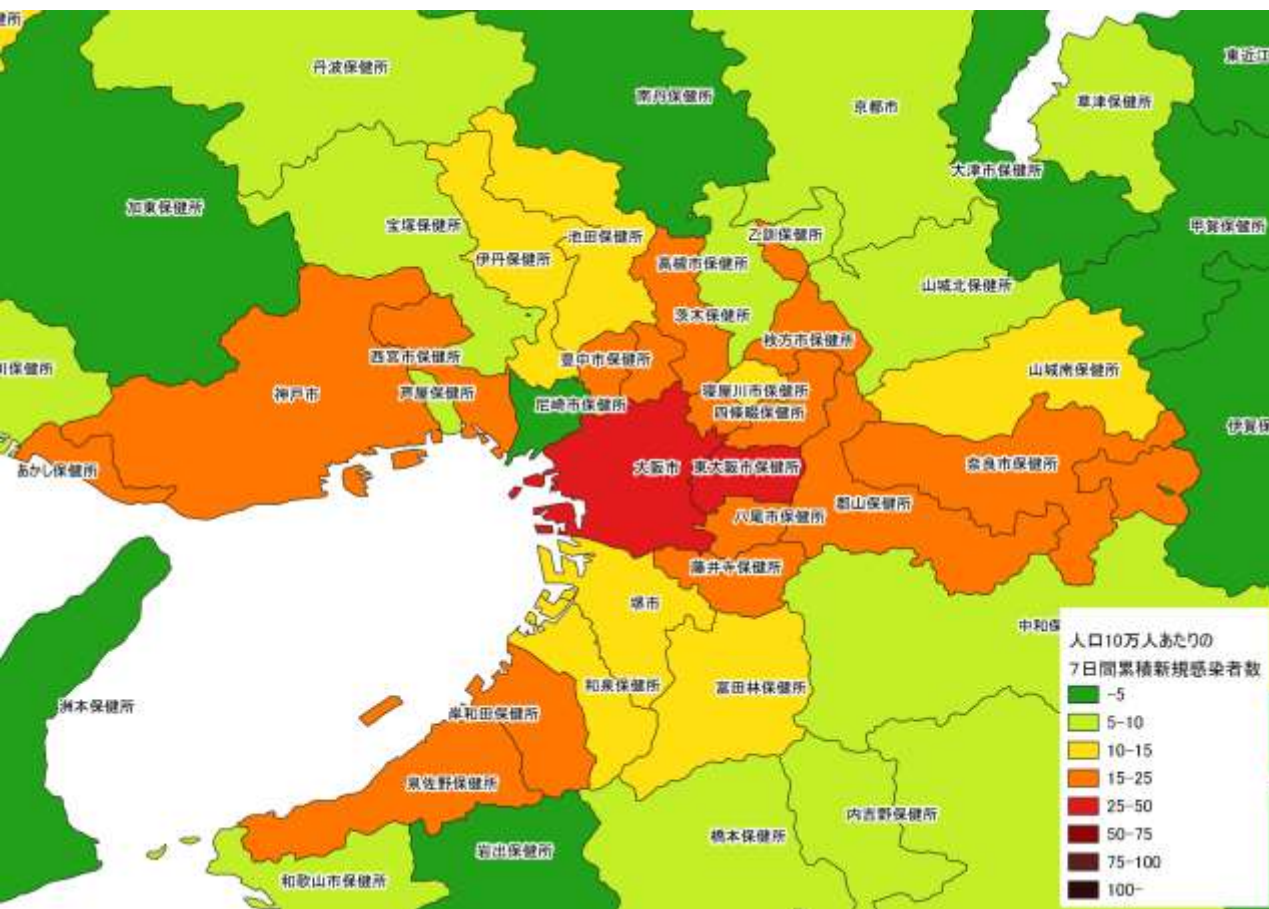 健所
丹波保健所
南丹保健所
京都市
草津保健所
東近江
大津市保健所
加東保健所
宝塚保健所
池田保健所
伊丹保健所
乙訓保健所
高槻市保健所
甲賀保健所
山城北保健所
茨木保健所
枚方市保健所
川保健所
西宮市保健所
豊中市保健所
山城南保健所
神戸市
芦屋保健所
尼崎市保健所
寝屋川市保健所
四條畷保健所
伊賀保
あかし保健所
大阪市
東大阪市保健所
奈良市保健所
八尾市保健所
郡山保健所
藤井寺保健所
堺市
中和保
和泉保健所
富田林保健所
洲本保健所
岸和田保健所
泉佐野保健所
内吉野保健所
橋本保健所
岩出保健所
和歌山市保健所
人口10万人あたりの
7日間累積新規感染者数
-5
5-10
10-15
15-25
25-50
50-75
75-100
100-